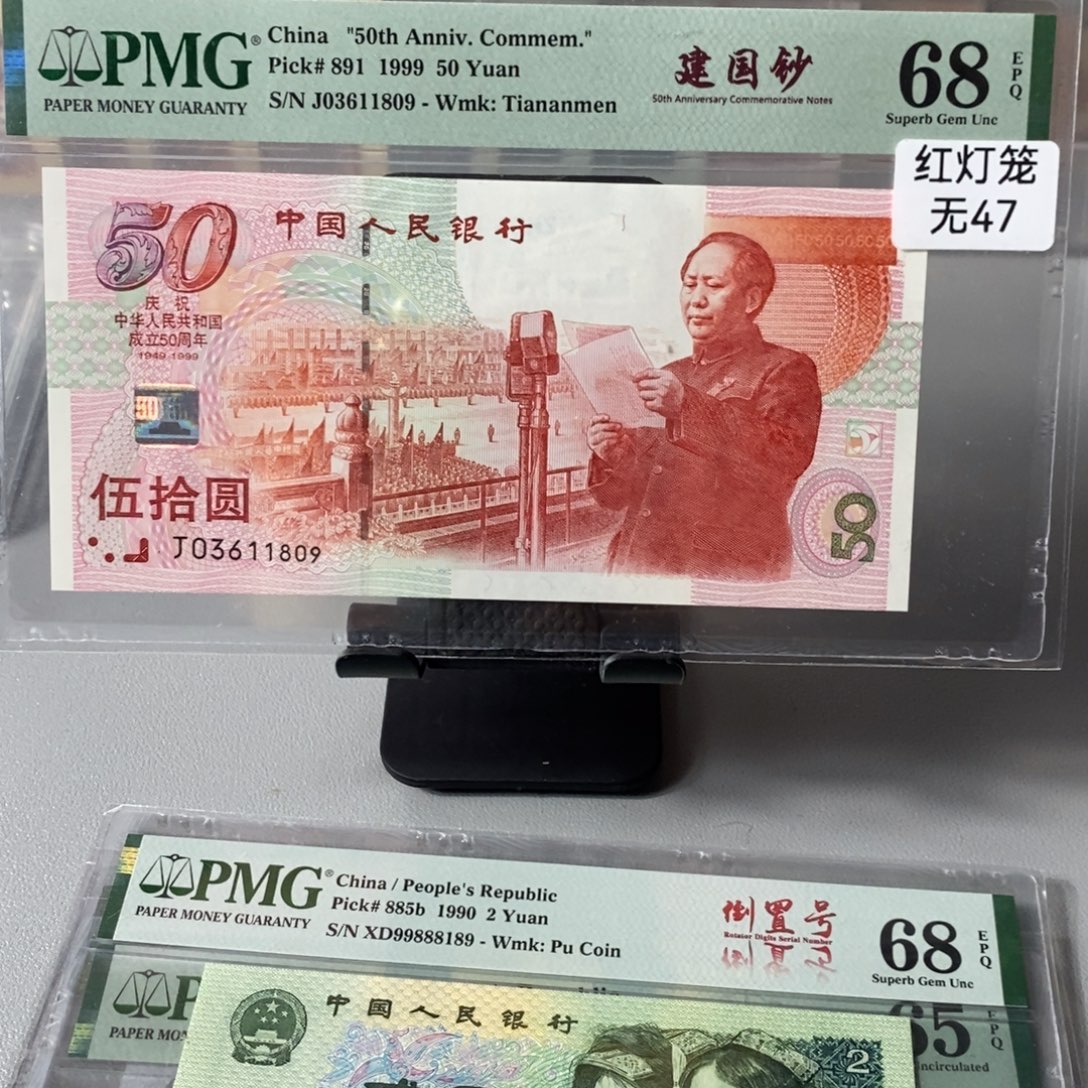 PMG®
PAPER MONEY GUARANTY
China "50th Anniv. Commem."
Pick# 891 1999 50 Yuan
S/N J03611809 - Wmk: Tiananmen
建国钞
50th Anniversary Commemorative Notes
68
EPQ
Superb Gem Unc
红灯笼
无47
50
中国人民银行
庆祝
中华人民共和国
成立50周年
1949-1999
50
伍拾圆
J03611809
50
PMG®
PAPER MONEY GUARANTY
China / People's Republic
Pick# 885b 1990 2 Yuan
S/N XD99888189 - Wmk: Pu Coin
倒置号
Rotator Digits Serial Number
68
EPQ
Superb Gem Unc
P
PAPER MON
65
EPQ
ncirculated
中国人民银行
2